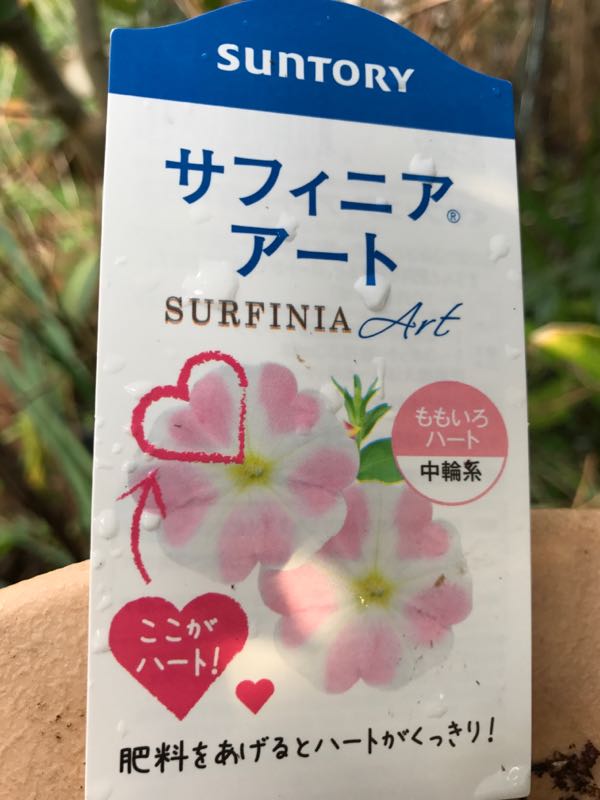 SUNTORY
サフィニア®
アート
SURFINIA Art
ももいろ
ハート
中輪系
ここが
ハート!
肥料をあげるとハートがくっきり!